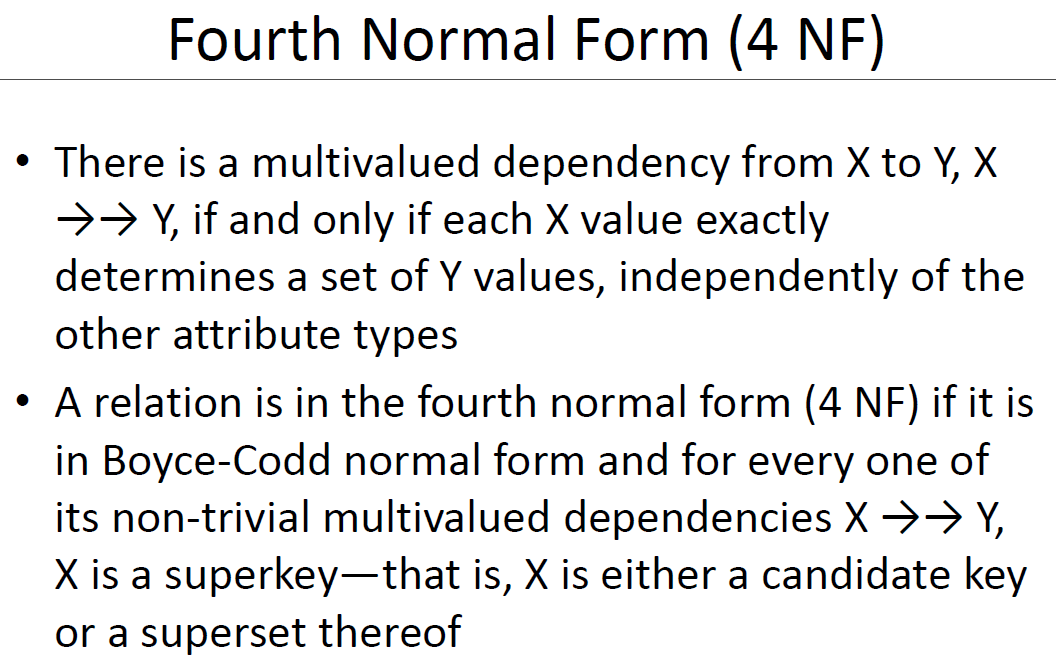 Fourth Normal Form (4 NF)
• There is a multivalued dependency from X to Y, X
→→ Y, if and only if each X value exactly
determines a set of Y values, independently of the
other attribute types
• A relation is in the fourth normal form (4 NF) if it is
in Boyce-Codd normal form and for every one of
its non-trivial multivalued dependencies X →→ Y,
X is a superkey—that is, X is either a candidate key
or a superset thereof